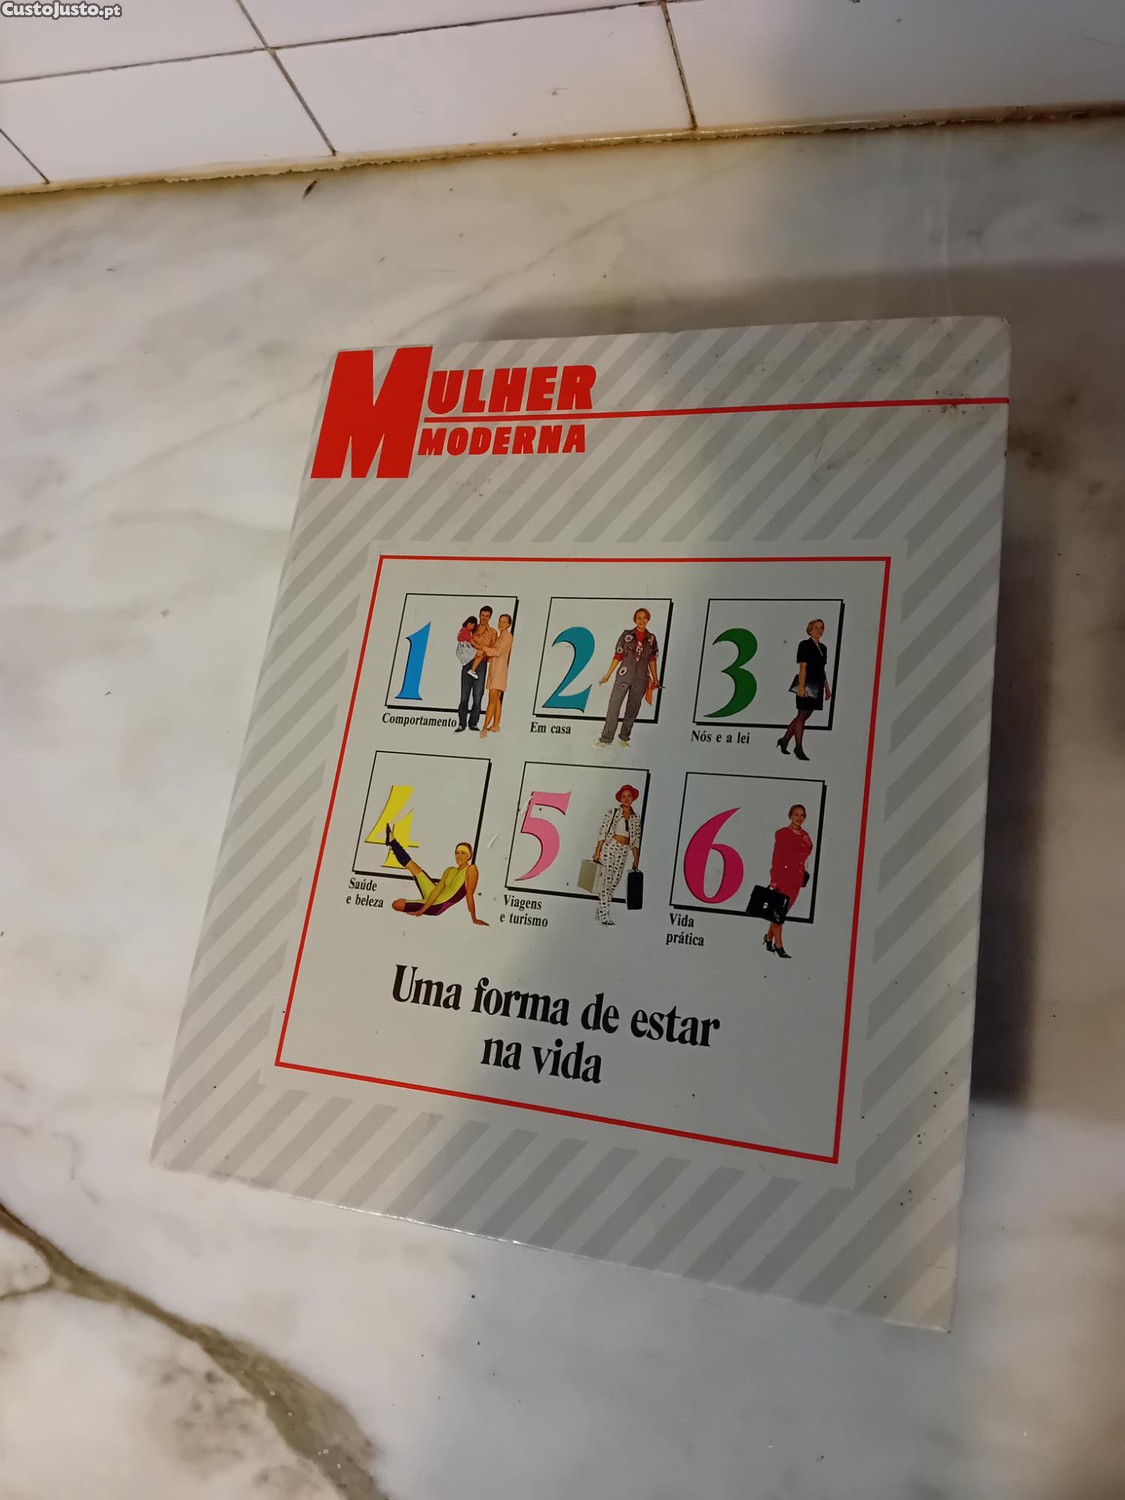 CustoJusto.pt
MULHER
MODERNA
1
Comportamento
2
Em casa
3
Nós e a lei
4
Saúde
e beleza
5
Viagens
e turismo
6
Vida
prática
Uma forma de estar
na vida